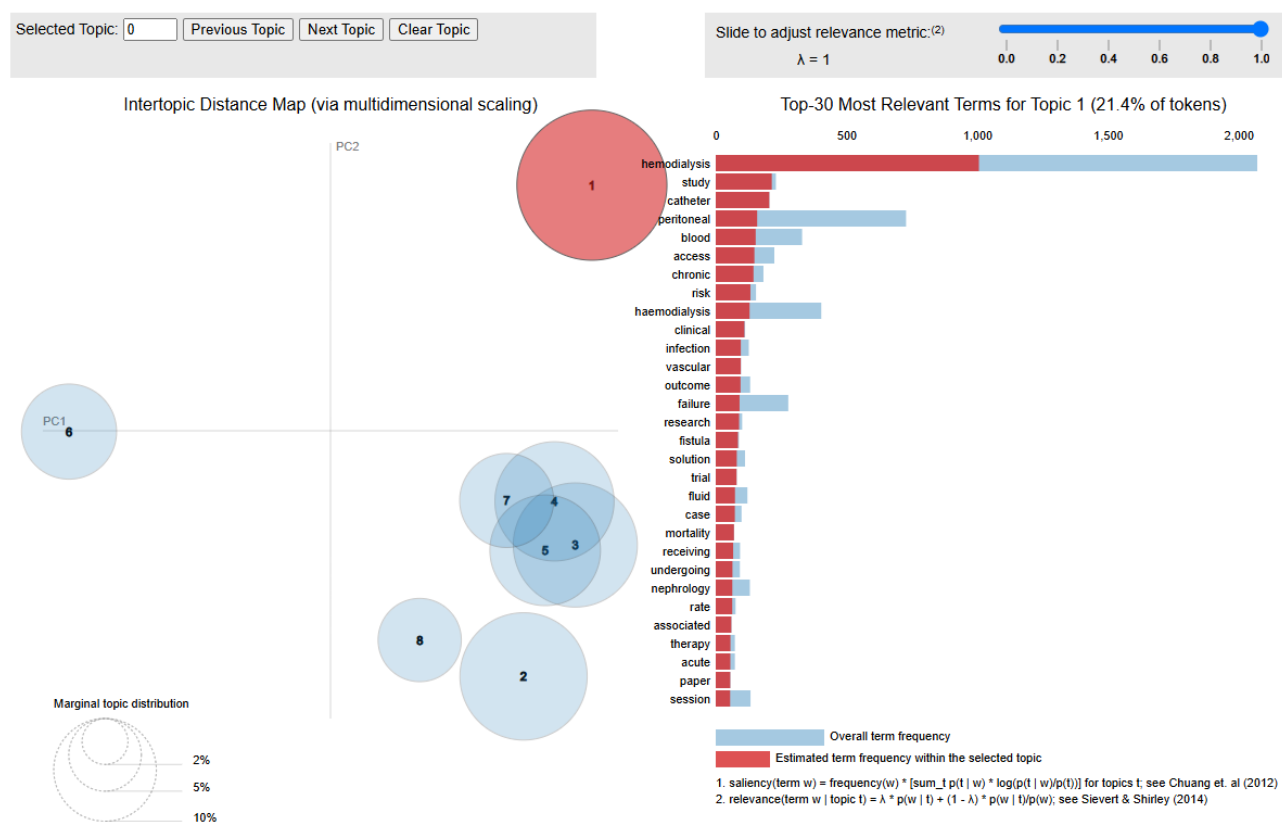 Selected Topic: 0 Previous Topic Next Topic Clear Topic
Slide to adjust relevance metric:(2)
λ = 1
0.0 0.2 0.4 0.6 0.8 1.0
Intertopic Distance Map (via multidimensional scaling)
PC2
PC1
1
6
7
4
5
3
8
2
Marginal topic distribution
2%
5%
10%
Top-30 Most Relevant Terms for Topic 1 (21.4% of tokens)
0 500 1,000 1,500 2,000
hemodialysis
study
catheter
peritoneal
blood
access
chronic
risk
haemodialysis
clinical
infection
vascular
outcome
failure
research
fistula
solution
trial
fluid
case
mortality
receiving
undergoing
nephrology
rate
associated
therapy
acute
paper
session
Overall term frequency
Estimated term frequency within the selected topic
1. saliency(term w) = frequency(w) * [sum_t p(t | w) * log(p(t | w)/p(t))] for topics t; see Chuang et. al (2012)
2. relevance(term w | topic t) = λ * p(w | t) + (1 - λ) * p(w | t)/p(w); see Sievert & Shirley (2014)